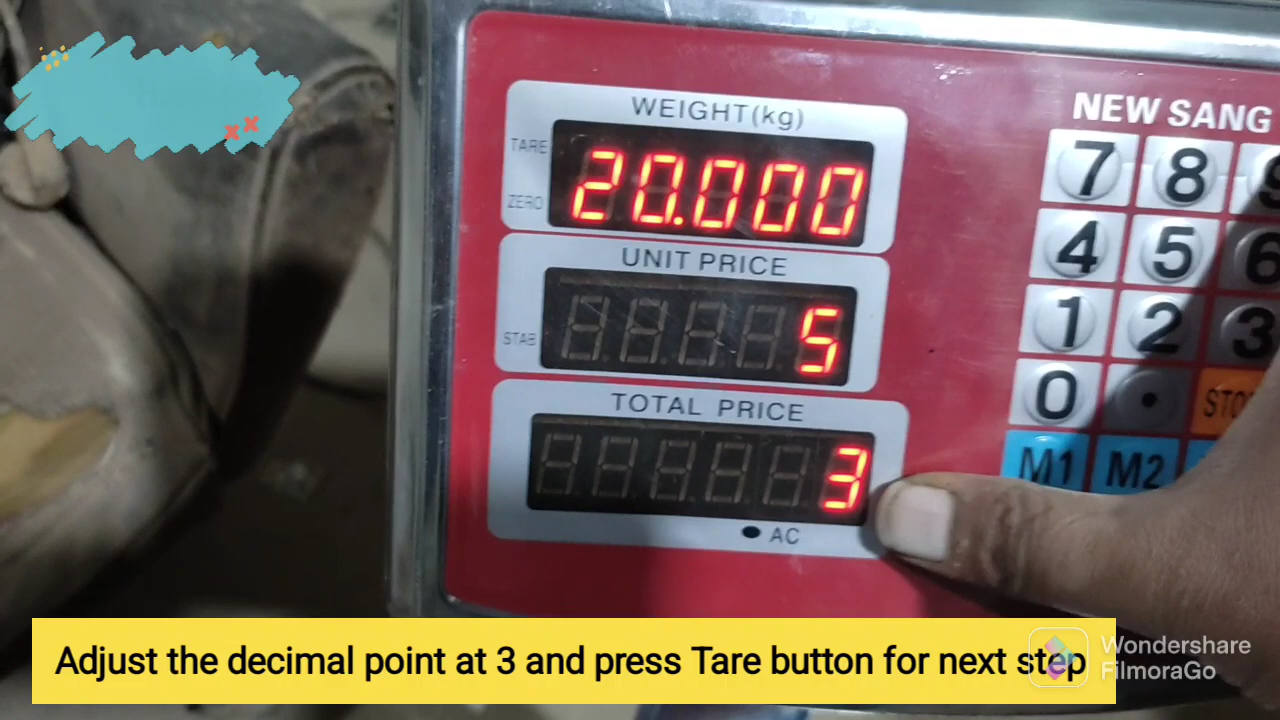 WEIGHT(kg)
TARE
ZERO
20.000
UNIT PRICE
STAB
5
TOTAL PRICE
3
AC
NEW SANG
7 8
4 5 6
1 2 3
0 .
M1 M2
Adjust the decimal point at 3 and press Tare button for next step
Wondershare
FilmoraGo